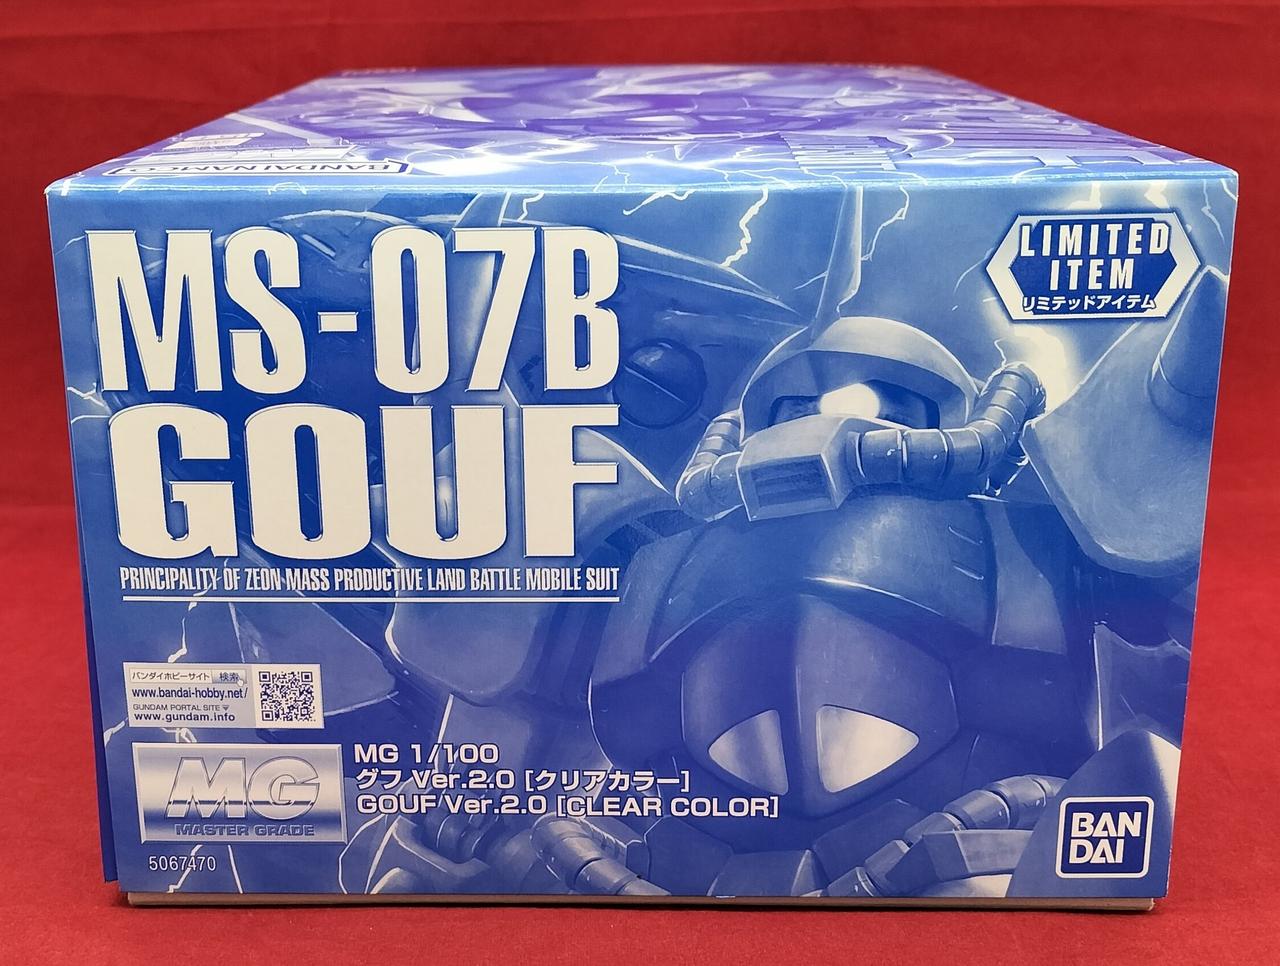 BANDAI NAMCO
MS-07B
GOUF
PRINCIPALITY OF ZEON MASS PRODUCTIVE LAND BATTLE MOBILE SUIT
LIMITED
ITEM
リミテッドアイテム
バンダイホビーサイト 検索
www.bandai-hobby.net/
GUNDAM PORTAL SITE
www.gundam.info
MG
MASTER GRADE
MG 1/100
グフ Ver.2.0 [クリアカラー]
GOUF Ver.2.0 [CLEAR COLOR]
5067470
BAN
DAI